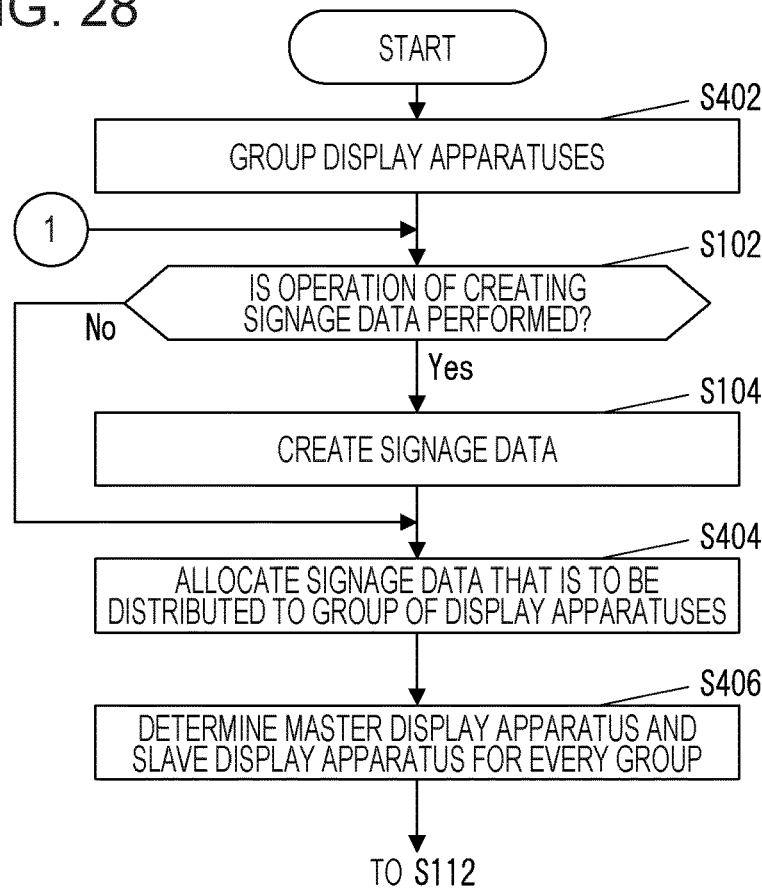 IG. 28
START
S402
GROUP DISPLAY APPARATUSES
1
S102
IS OPERATION OF CREATING
SIGNAGE DATA PERFORMED?
No
Yes
S104
CREATE SIGNAGE DATA
S404
ALLOCATE SIGNAGE DATA THAT IS TO BE
DISTRIBUTED TO GROUP OF DISPLAY APPARATUSES
S406
DETERMINE MASTER DISPLAY APPARATUS AND
SLAVE DISPLAY APPARATUS FOR EVERY GROUP
TO S112